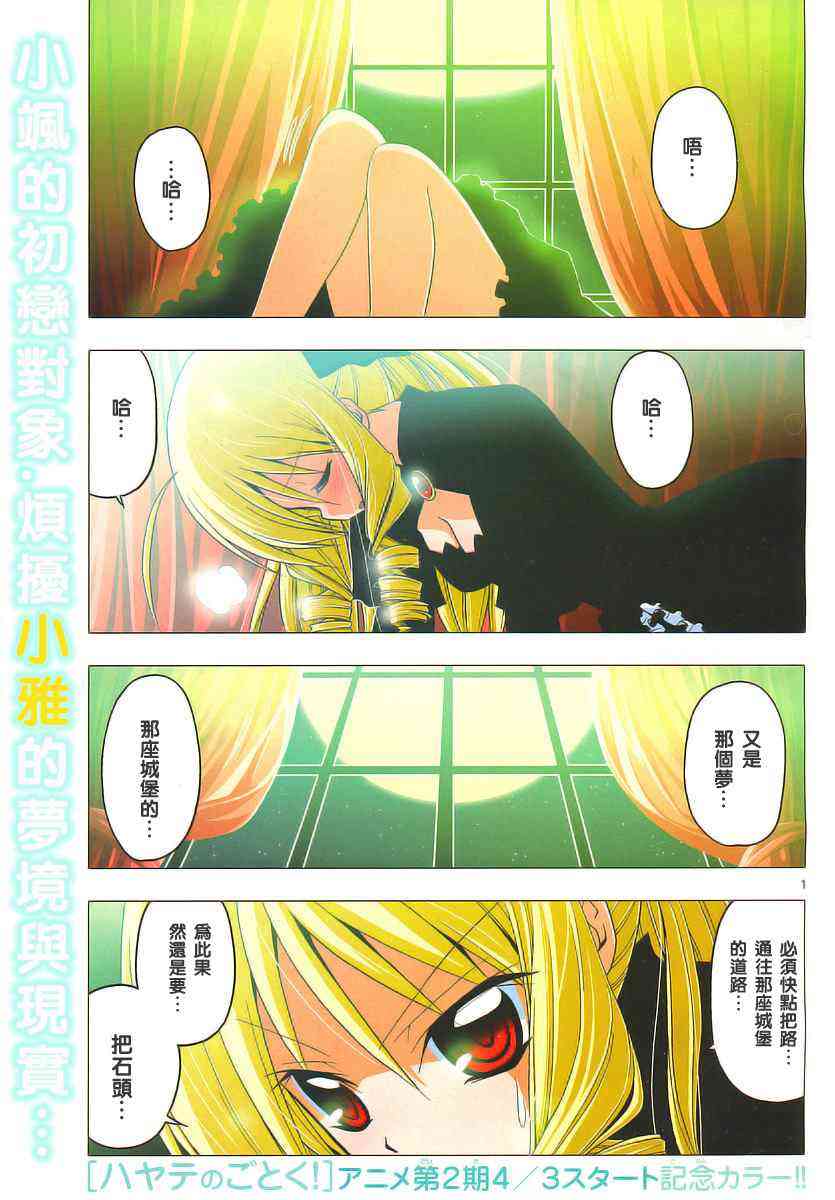 小颯的初戀對象.煩擾小雅的夢境與現實…
唔…
…哈…
哈…
哈…
又是
那個夢…
那座城堡的…
1
必須快點把路…
通往那座城堡
的道路…
為此果
然還是要…
把石頭…
[ハヤテのごとく!]アニメ第2期4／3スタート記念カラー!!